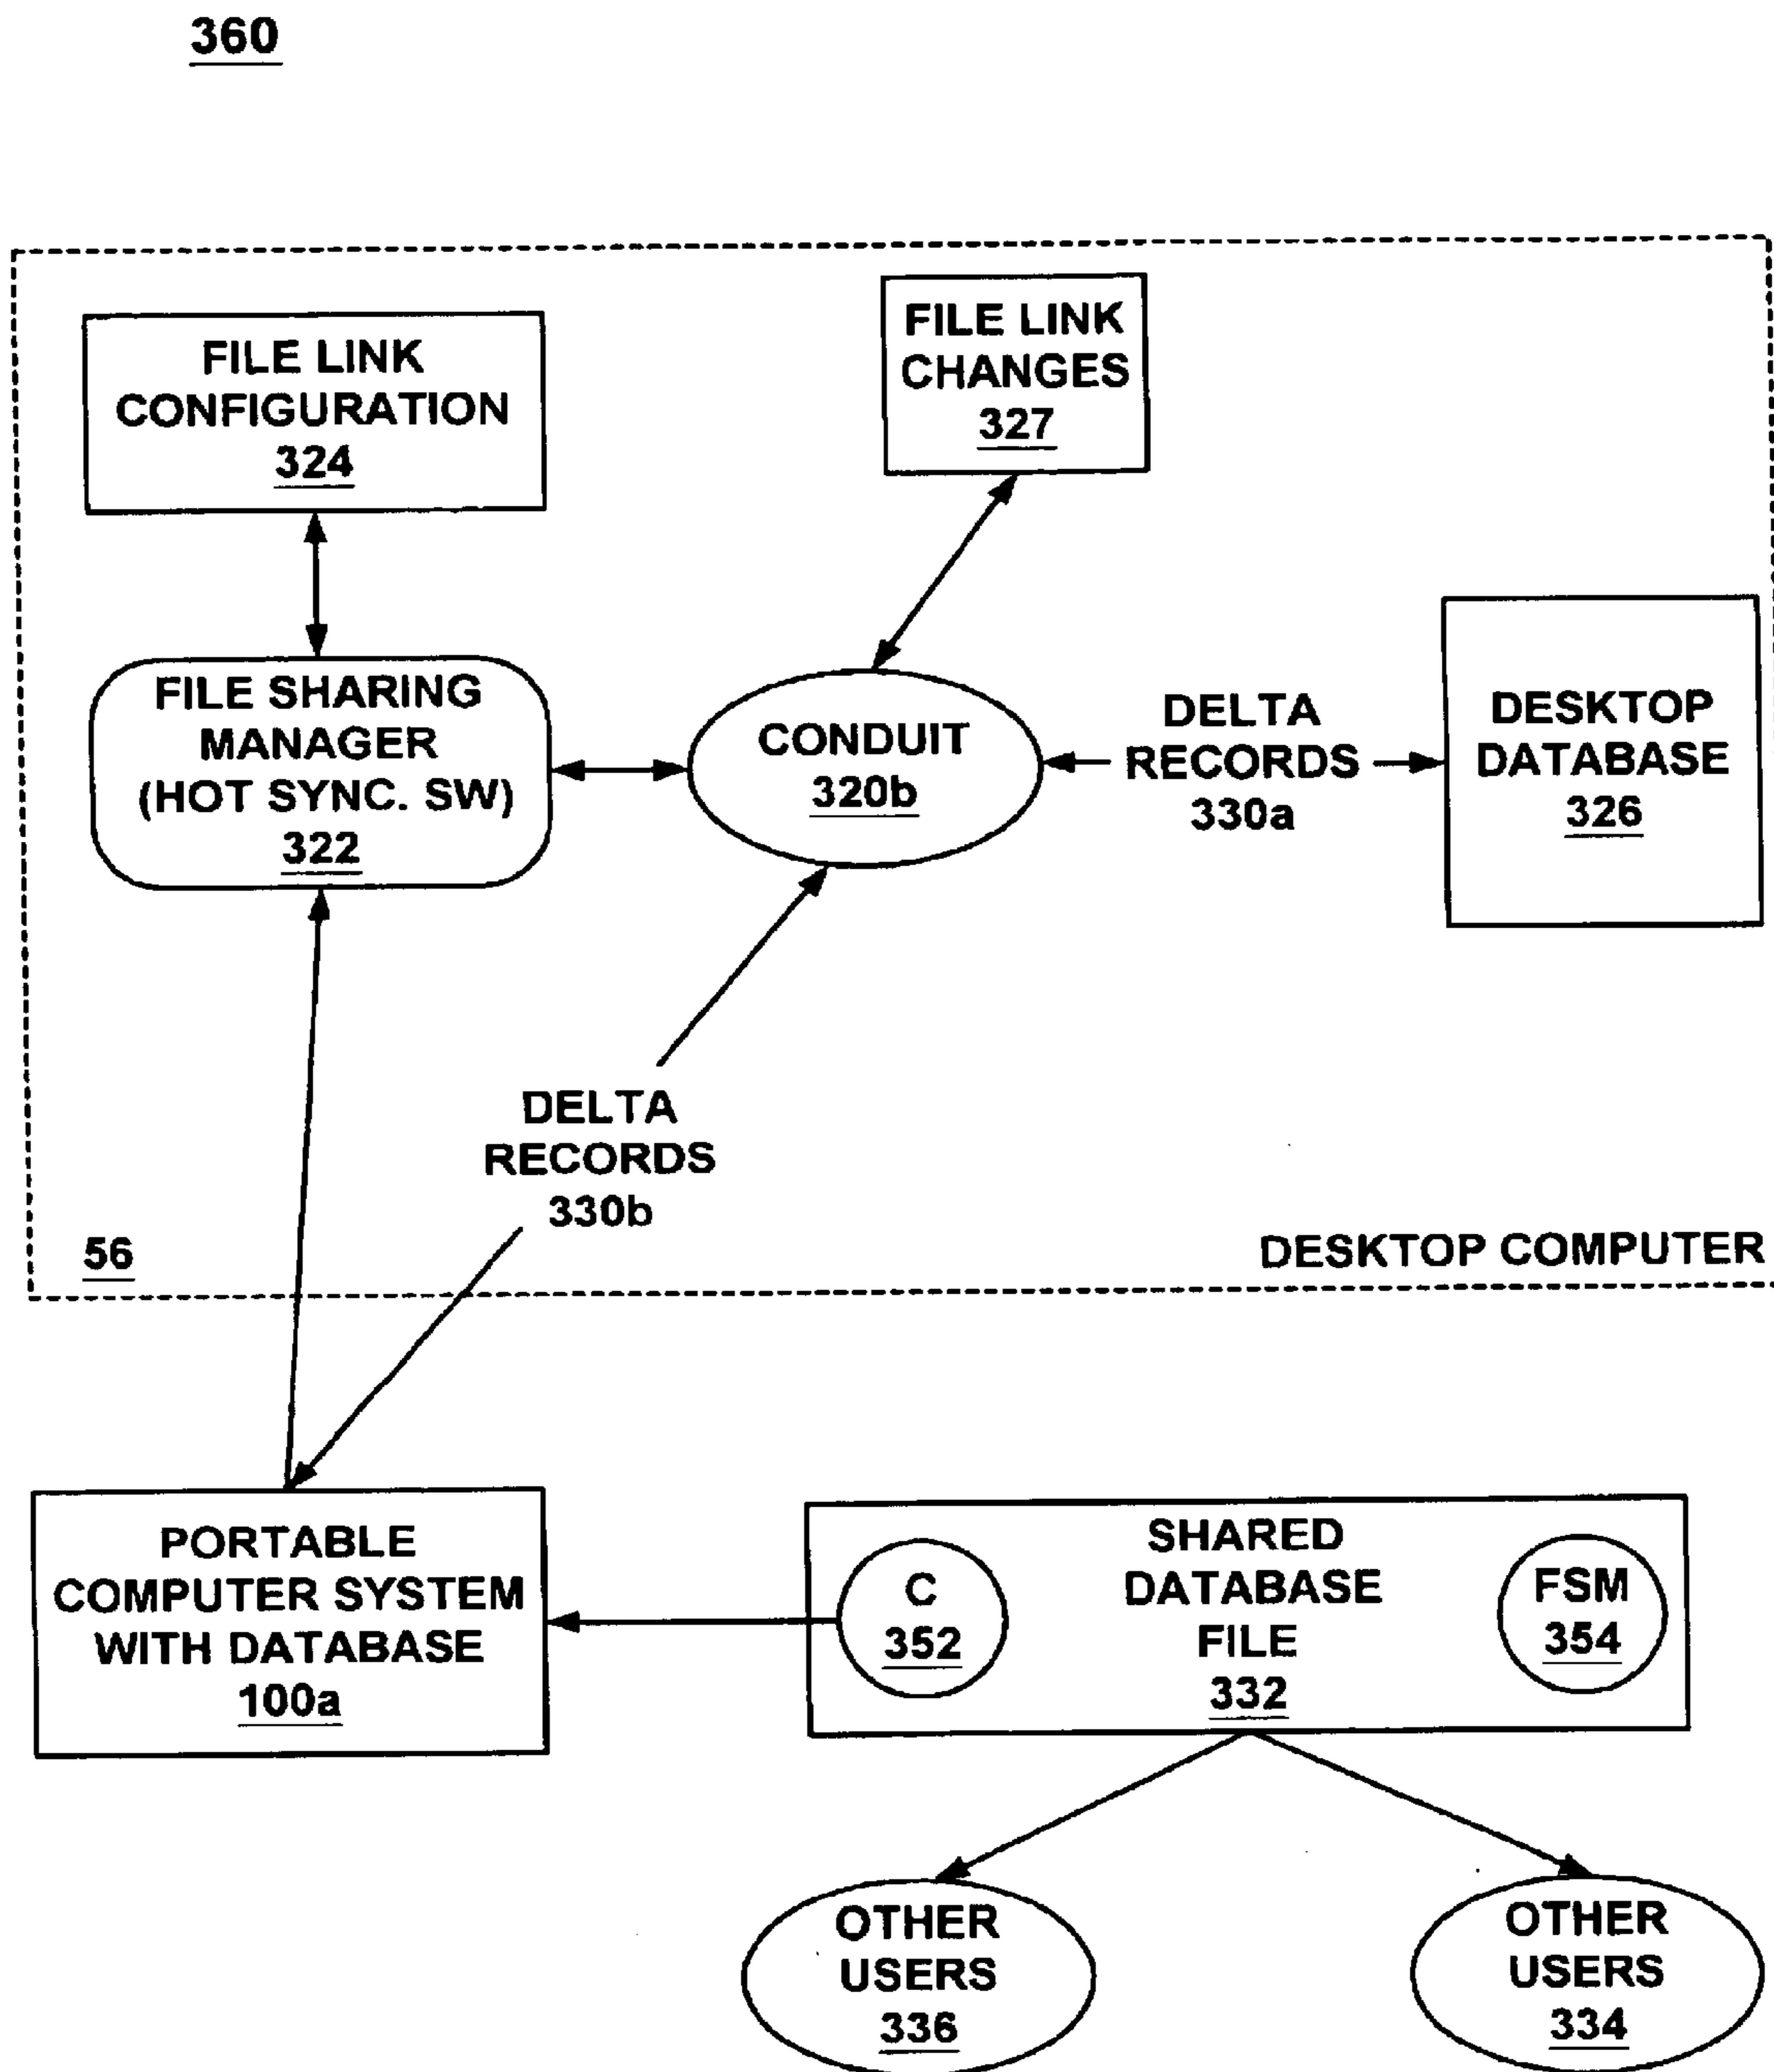 360
FILE LINK
CONFIGURATION
324
FILE LINK
CHANGES
327
FILE SHARING
MANAGER
(HOT SYNC. SW)
322
CONDUIT
320b
DELTA
RECORDS
330a
DESKTOP
DATABASE
326
DELTA
RECORDS
330b
56
DESKTOP COMPUTER
PORTABLE
COMPUTER SYSTEM
WITH DATABASE
100a
C
352
SHARED
DATABASE
FILE
332
FSM
354
OTHER
USERS
336
OTHER
USERS
334